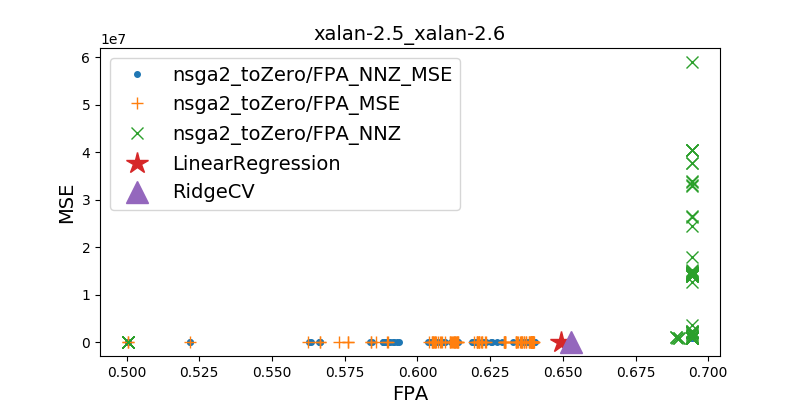 xalan-2.5_xalan-2.6
1e7
6
5
4
3
2
1
0
MSE
nsga2_toZero/FPA_NNZ_MSE
nsga2_toZero/FPA_MSE
nsga2_toZero/FPA_NNZ
LinearRegression
RidgeCV
0.500 0.525 0.550 0.575 0.600 0.625 0.650 0.675 0.700
FPA